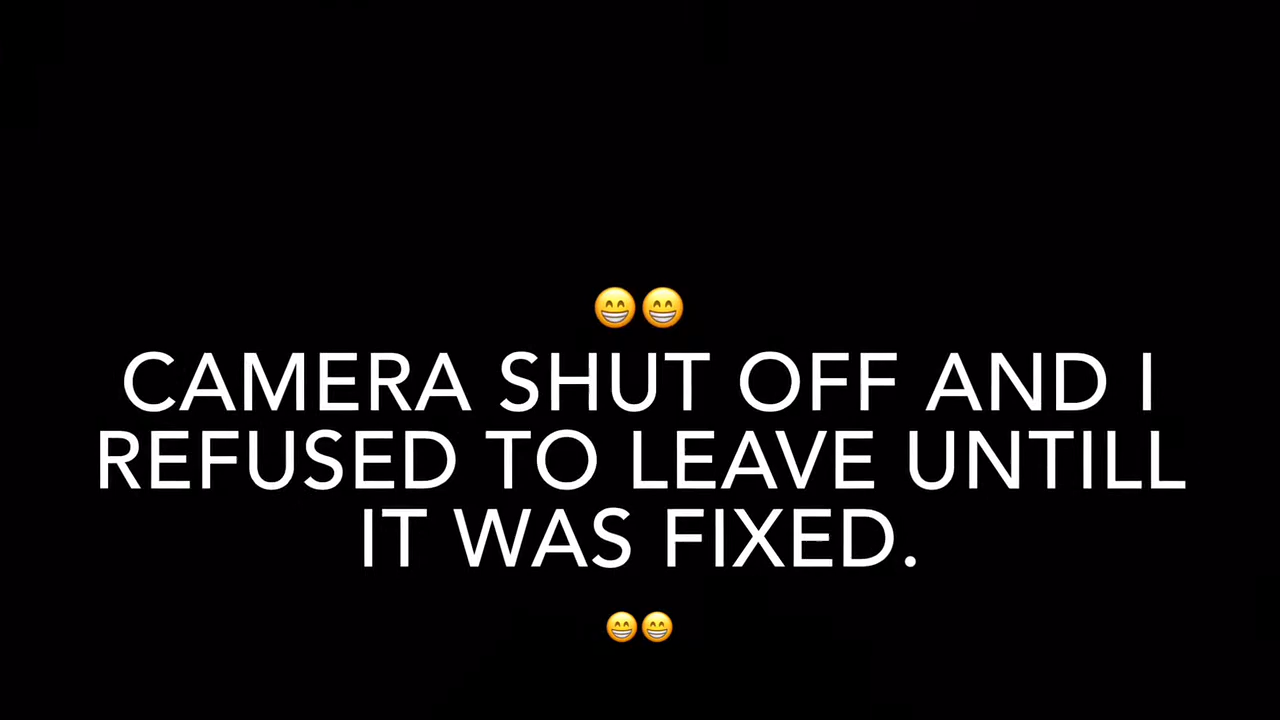 😁😁
CAMERA SHUT OFF AND I
REFUSED TO LEAVE UNTILL
IT WAS FIXED.
😁😁